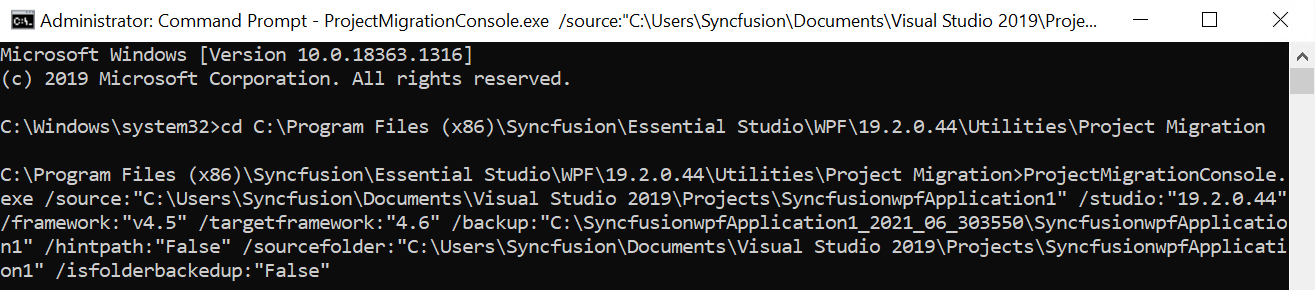 Administrator: Command Prompt - ProjectMigrationConsole.exe  /source:"C:\Users\Syncfusion\Documents\Visual Studio 2019\Proje...
Microsoft Windows [Version 10.0.18363.1316]
(c) 2019 Microsoft Corporation. All rights reserved.
C:\Windows\system32>cd C:\Program Files (x86)\Syncfusion\Essential Studio\WPF\19.2.0.44\Utilities\Project Migration
C:\Program Files (x86)\Syncfusion\Essential Studio\WPF\19.2.0.44\Utilities\Project Migration>ProjectMigrationConsole.
exe /source:"C:\Users\Syncfusion\Documents\Visual Studio 2019\Projects\SyncfusionwpfApplication1" /studio:"19.2.0.44"
/framework:"v4.5" /targetframework:"4.6" /backup:"C:\SyncfusionwpfApplication1_2021_06_303550\SyncfusionwpfApplicatio
n1" /hintpath:"False" /sourcefolder:"C:\Users\Syncfusion\Documents\Visual Studio 2019\Projects\SyncfusionwpfApplicati
on1" /isfolderbackedup:"False"